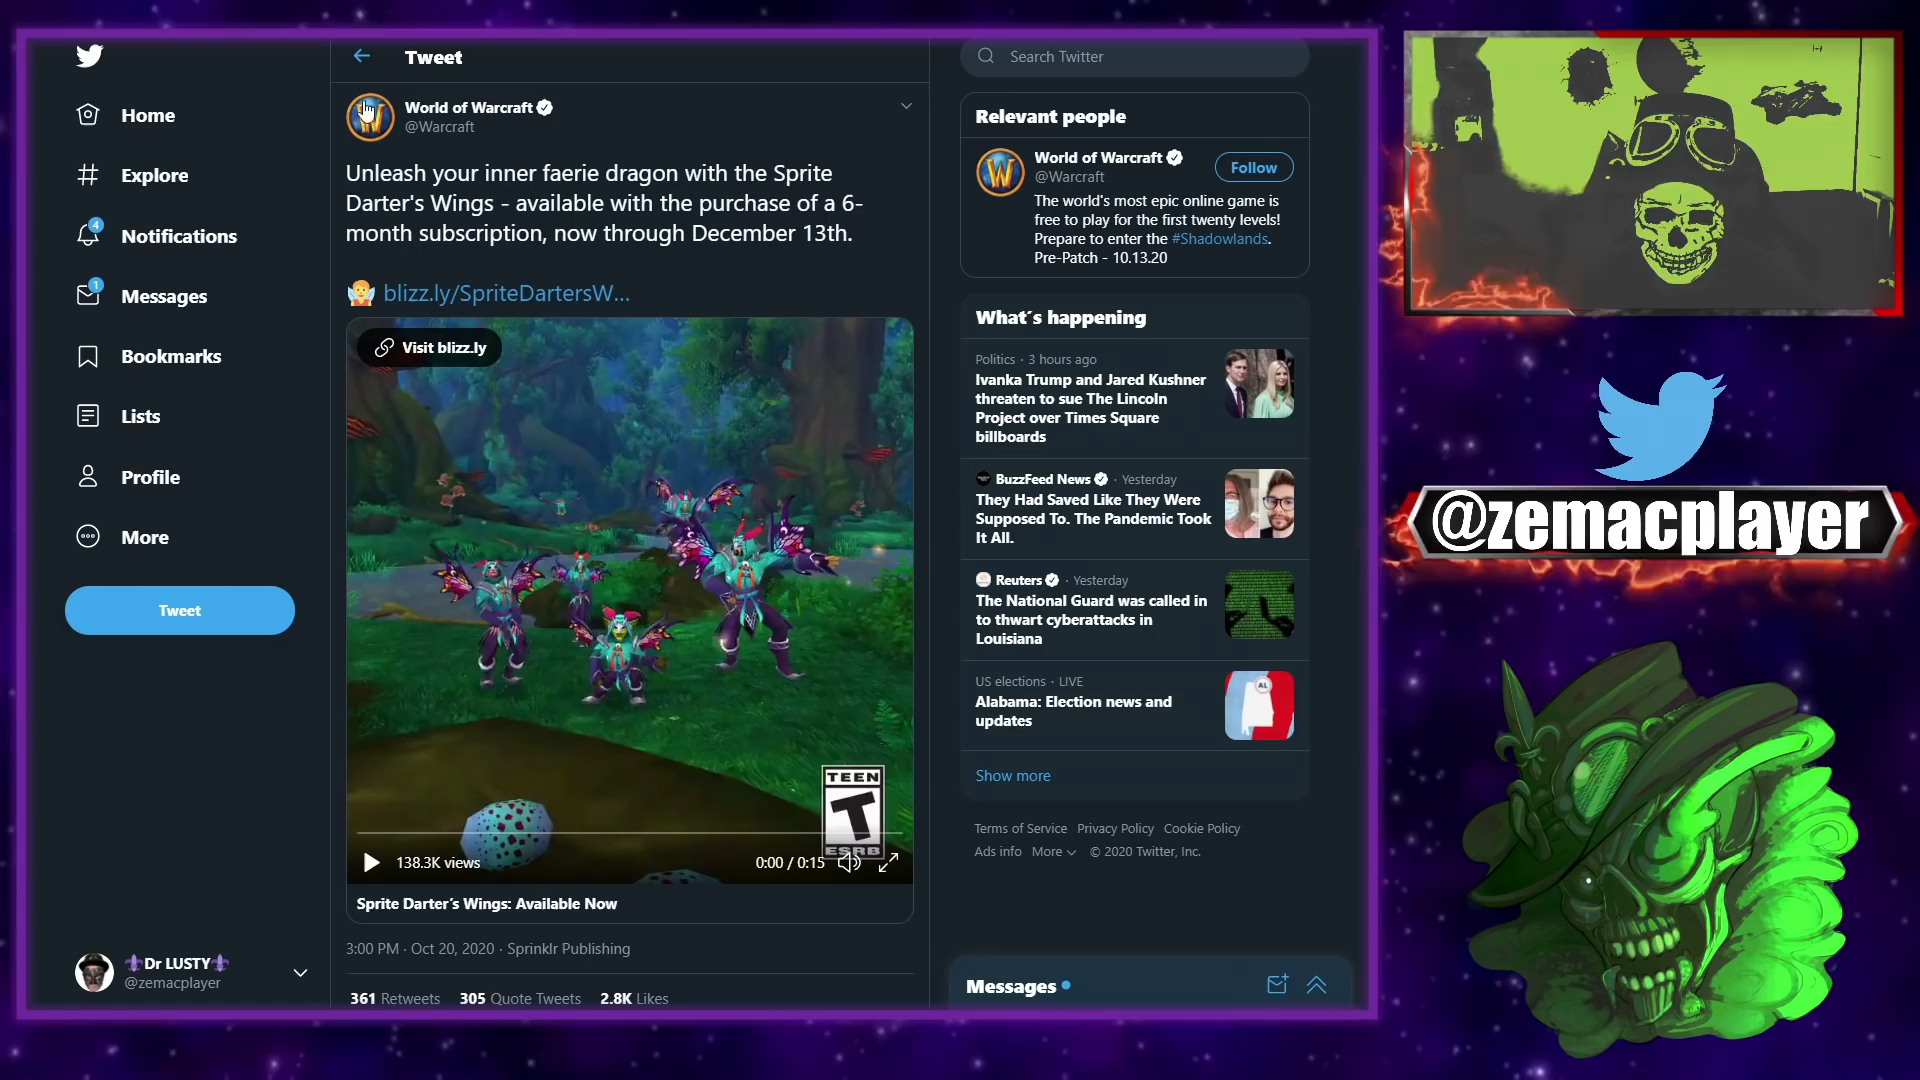 Home
Explore
4
Notifications
1
Messages
Bookmarks
Lists
Profile
More
Tweet
Dr LUSTY
@zemacplayer
Tweet
World of Warcraft
@Warcraft
Unleash your inner faerie dragon with the Sprite
Darter's Wings - available with the purchase of a 6-
month subscription, now through December 13th.
blizz.ly/SpriteDartersW...
Visit blizz.ly
TEEN
T
ESRB
138.3K views
0:00 / 0:15
Sprite Darter's Wings: Available Now
3:00 PM · Oct 20, 2020 · Sprinklr Publishing
361 Retweets 305 Quote Tweets 2.8K Likes
Search Twitter
Relevant people
W
World of Warcraft
@Warcraft
Follow
The world's most epic online game is
free to play for the first twenty levels!
Prepare to enter the #Shadowlands.
Pre-Patch - 10.13.20
What's happening
Politics · 3 hours ago
Ivanka Trump and Jared Kushner
threaten to sue The Lincoln
Project over Times Square
billboards
BuzzFeed News · Yesterday
They Had Saved Like They Were
Supposed To. The Pandemic Took
It All.
Reuters · Yesterday
The National Guard was called in
to thwart cyberattacks in
Louisiana
US elections · LIVE
Alabama: Election news and
updates
AL
Show more
Terms of Service Privacy Policy Cookie Policy
Ads info More © 2020 Twitter, Inc.
Messages
@zemacplayer